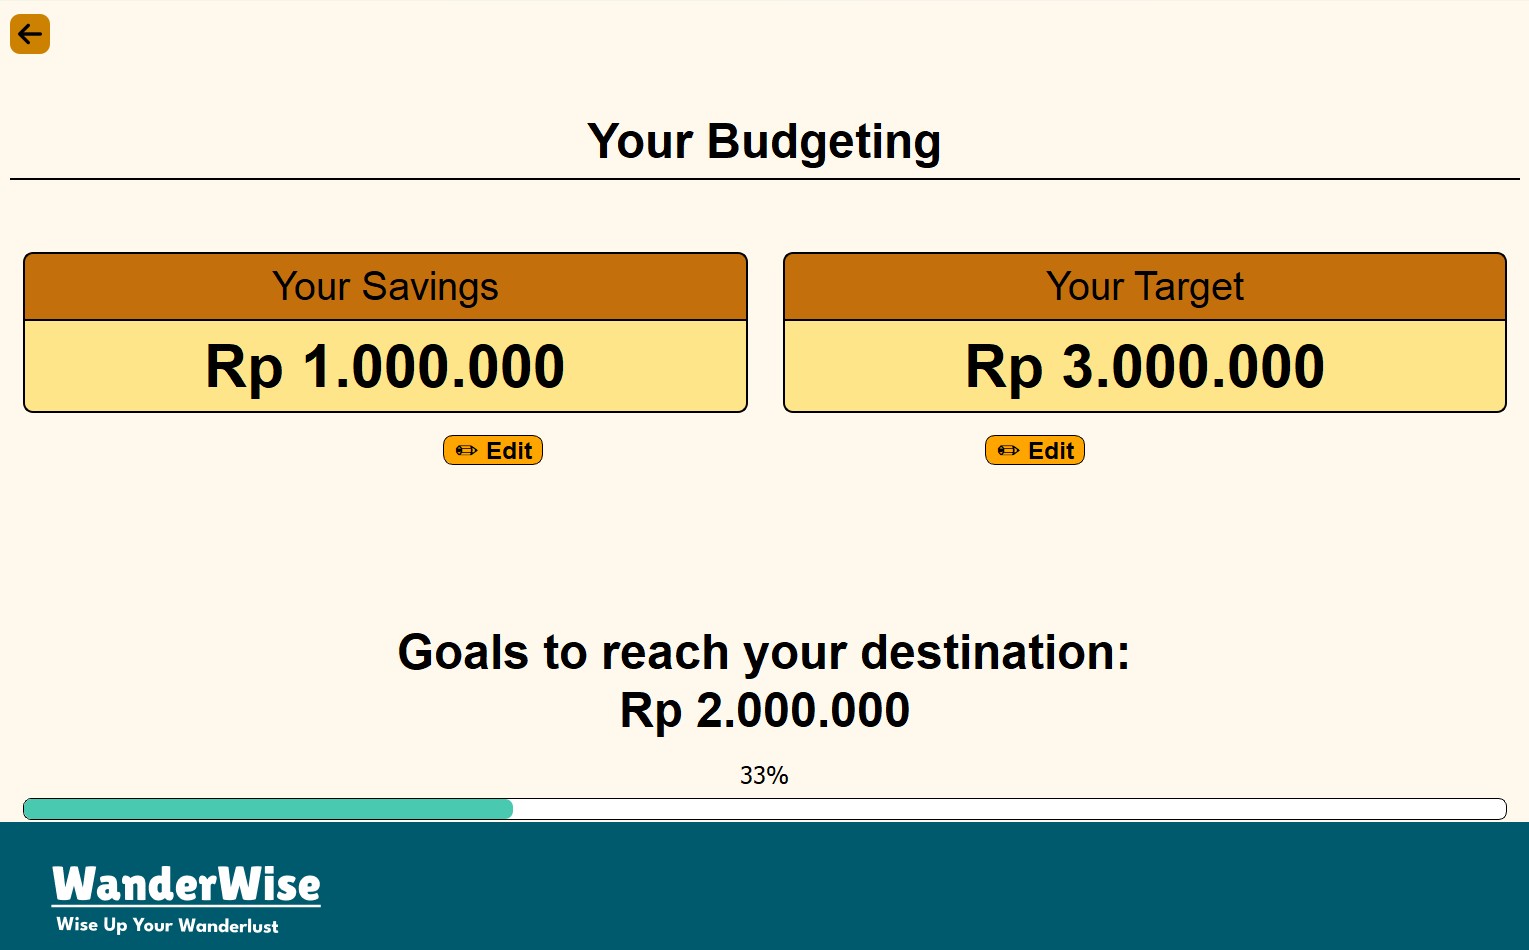 Your Budgeting
Your Savings
Rp 1.000.000
Edit
Your Target
Rp 3.000.000
Edit
Goals to reach your destination:
Rp 2.000.000
33%
WanderWise
Wise Up Your Wanderlust